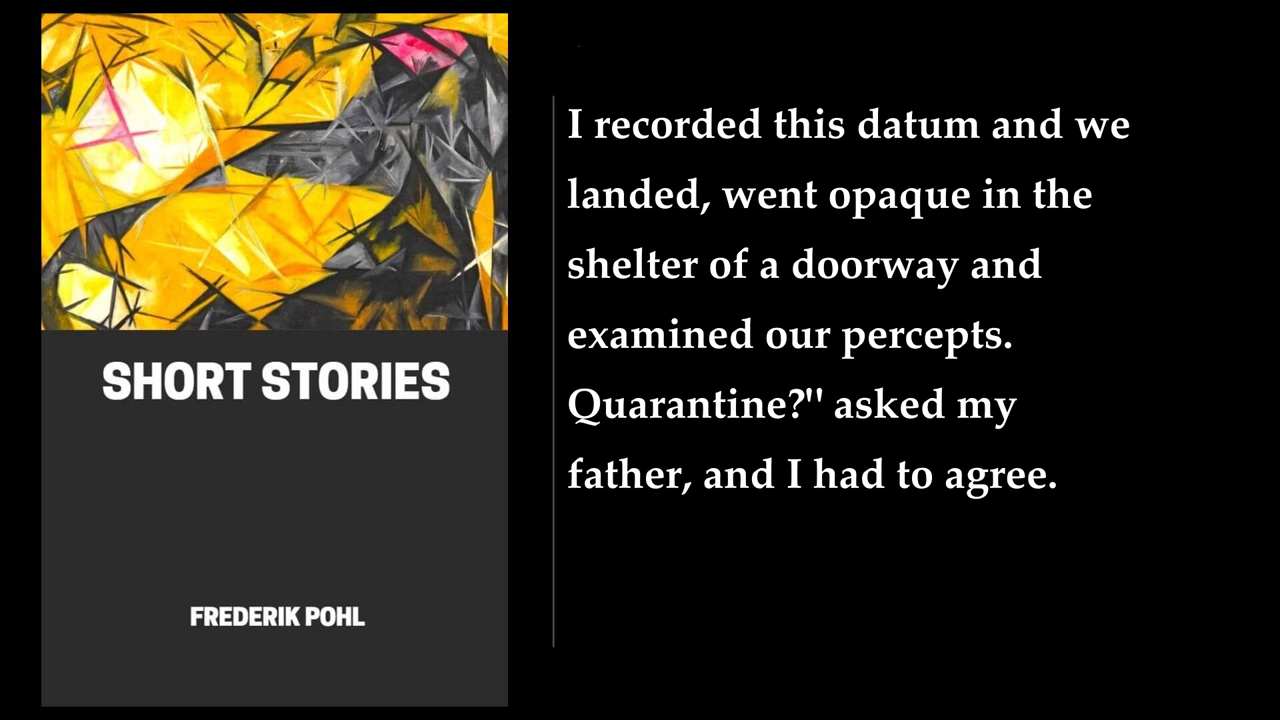 SHORT STORIES
FREDERIK POHL
I recorded this datum and we
landed, went opaque in the
shelter of a doorway and
examined our percepts.
Quarantine?" asked my
father, and I had to agree.